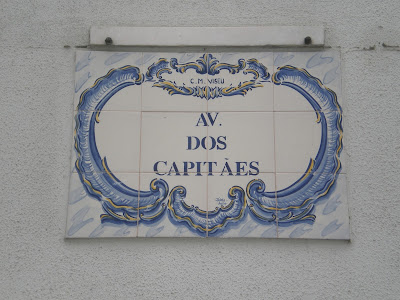 C. M. VISEU
AV.
DOS
CAPITÃES